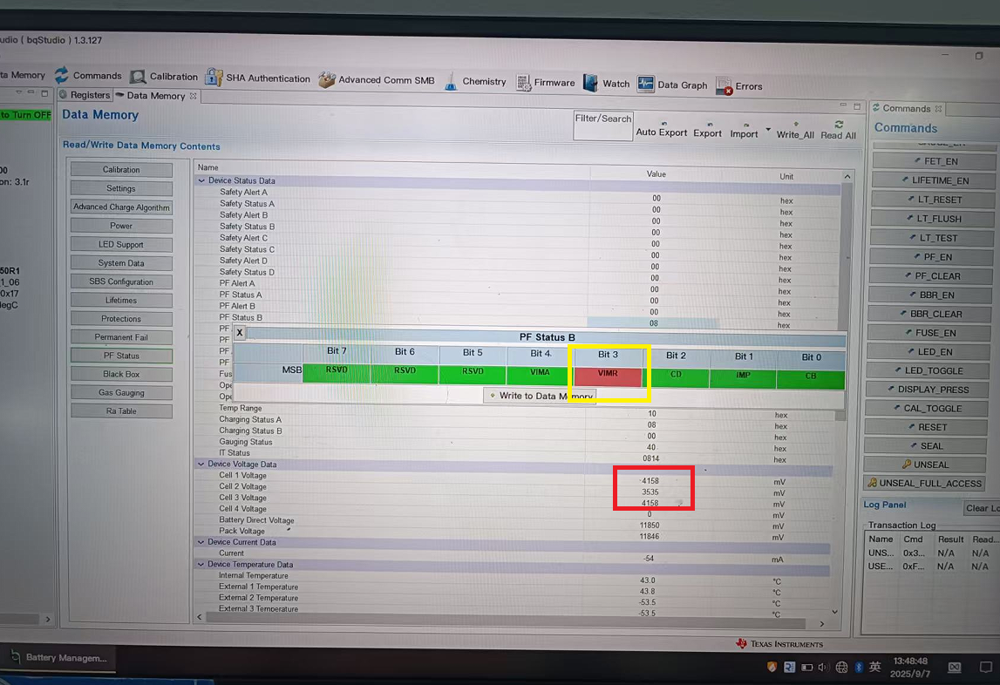 udio ( bqStudio ) 1.3.127
ta Memory Commands Calibration SHA Authentication Advanced Comm SMB Chemistry Firmware Watch Data Graph Errors
Registers Data Memory
to Turn OFF
Data Memory
Filter/Search
Auto Export Export Import Write_All Read All
Read/Write Data Memory Contents
Calibration
Settings
Advanced Charge Algorithm
Power
LED Support
System Data
SBS Configuration
Lifetimes
Protections
Permanent Fail
PF Status
Black Box
Gas Gauging
Ra Table
00
on: 3.1r
50R1
1_06
0x17
degC
Name Value Unit
Device Status Data
Safety Alert A 00 hex
Safety Status A 00 hex
Safety Alert B 00 hex
Safety Status B 00 hex
Safety Alert C 00 hex
Safety Status C 00 hex
Safety Alert D 00 hex
Safety Status D 00 hex
PF Alert A 00 hex
PF Status A 00 hex
PF Alert B 00 hex
PF Status B 08 hex
PF
PF
PF
PF
Fus
Ope
Ope
X PF Status B
Bit 7 Bit 6 Bit 5 Bit 4 Bit 3 Bit 2 Bit 1 Bit 0
MSB RSVD RSVD RSVD VIMA VIMR CD IMP CB
Write to Data Memory
Temp Range 10 hex
Charging Status A 08 hex
Charging Status B 00 hex
Gauging Status 40 hex
IT Status 0814 hex
Device Voltage Data
Cell 1 Voltage 4158 mV
Cell 2 Voltage 3535 mV
Cell 3 Voltage 4158 mV
Cell 4 Voltage 0 mV
Battery Direct Voltage 11850 mV
Pack Voltage 11846 mV
Device Current Data
Current -54 mA
Device Temperature Data
Internal Temperature 43.0 °C
External 1 Temperature 43.8 °C
External 2 Temperature -53.5 °C
External 3 Temperature -53.5 °C
Commands
Commands
FET_EN
LIFETIME_EN
LT_RESET
LT_FLUSH
LT_TEST
PF_EN
PF_CLEAR
BBR_EN
BBR_CLEAR
FUSE_EN
LED_EN
LED_TOGGLE
DISPLAY_PRESS
CAL_TOGGLE
RESET
SEAL
UNSEAL
UNSEAL_FULL_ACCESS
Log Panel Clear Lo
Transaction Log
Name Cmd Result Read...
UNS... 0x3... N/A N/A
USE... 0xF... N/A N/A
TEXAS INSTRUMENTS
Battery Managem...
英
13:48:48
2025/9/7